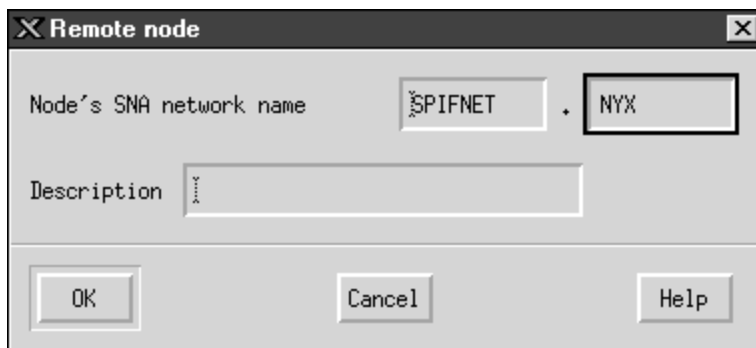 Remote node
Node's SNA network name SPIFNET . NYX
Description
OK Cancel Help